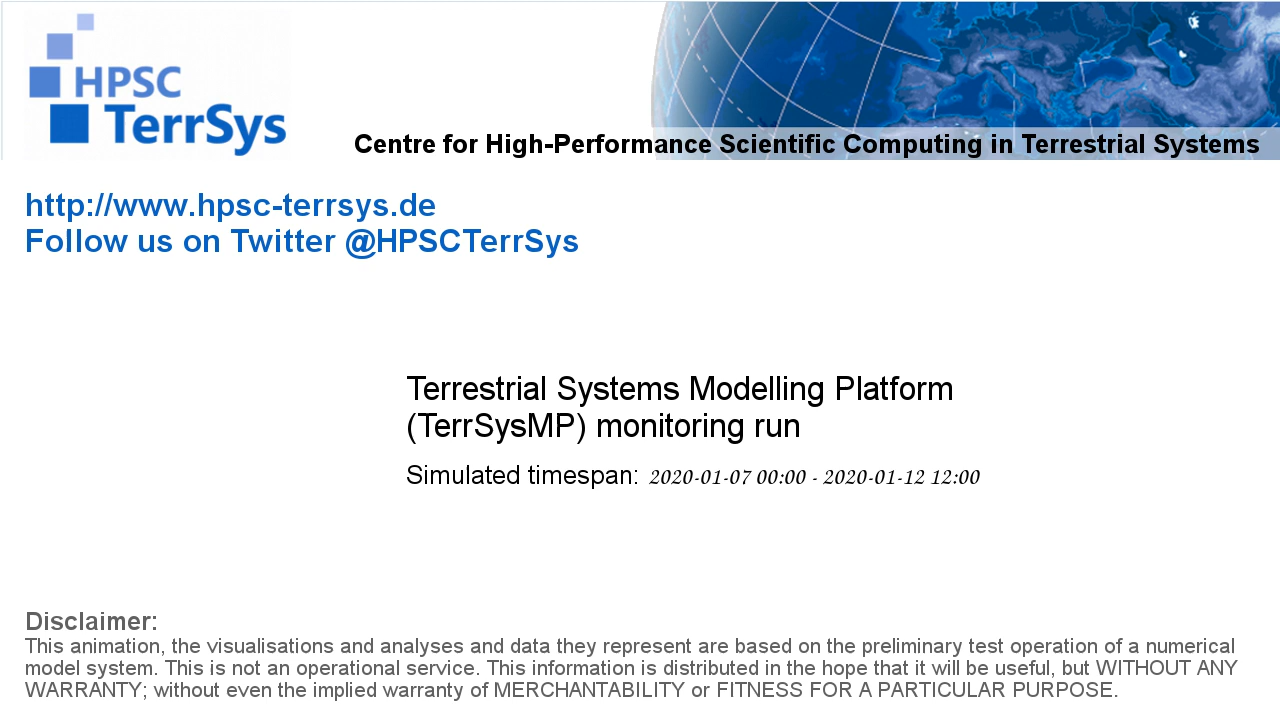 HPSC
TerrSys
Centre for High-Performance Scientific Computing in Terrestrial Systems
http://www.hpsc-terrsys.de
Follow us on Twitter @HPSCTerrSys
Terrestrial Systems Modelling Platform
(TerrSysMP) monitoring run
Simulated timespan: 2020-01-07 00:00 - 2020-01-12 12:00
Disclaimer:
This animation, the visualisations and analyses and data they represent are based on the preliminary test operation of a numerical
model system. This is not an operational service. This information is distributed in the hope that it will be useful, but WITHOUT ANY
WARRANTY; without even the implied warranty of MERCHANTABILITY or FITNESS FOR A PARTICULAR PURPOSE.